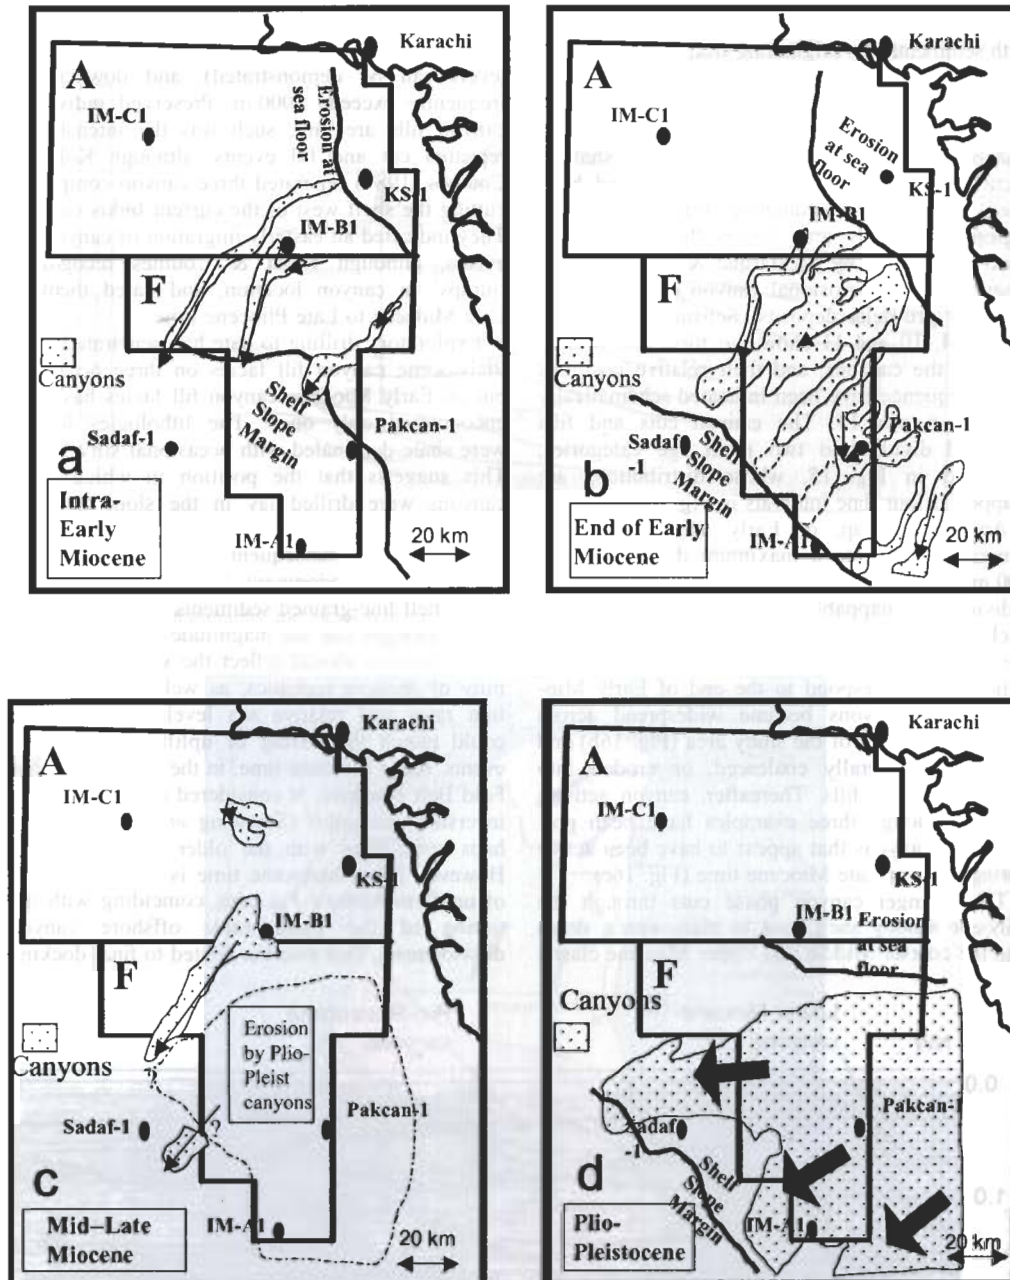 Karachi
A
IM-C1
Erosion at
sea floor
KS-1
IM-B1
F
Canyons
Shelf
Slope
Margin
Sadaf-1
Pakcan-1
a
Intra-
Early
Miocene
IM-A1
20 km
Karachi
A
IM-C1
Erosion
at sea
floor
KS-1
IM-B1
F
Canyons
Pakcan-1
Sadaf
-1
Shelf
Slope
Margin
b
End of Early
Miocene
IM-A1
20 km
Karachi
A
IM-C1
KS-1
IM-B1
F
Canyons
Erosion
by Plio-
Pleist
canyons
?
Sadaf-1
?
Pakcan-1
c
Mid–Late
Miocene
IM-A1
20 km
Karachi
A
IM-C1
KS-1
IM-B1
Erosion
at sea
floor
F
Canyons
Pakcan-1
Sadaf
-1
Shelf
Slope
Margin
d
Plio-
Pleistocene
IM-A1
20 km